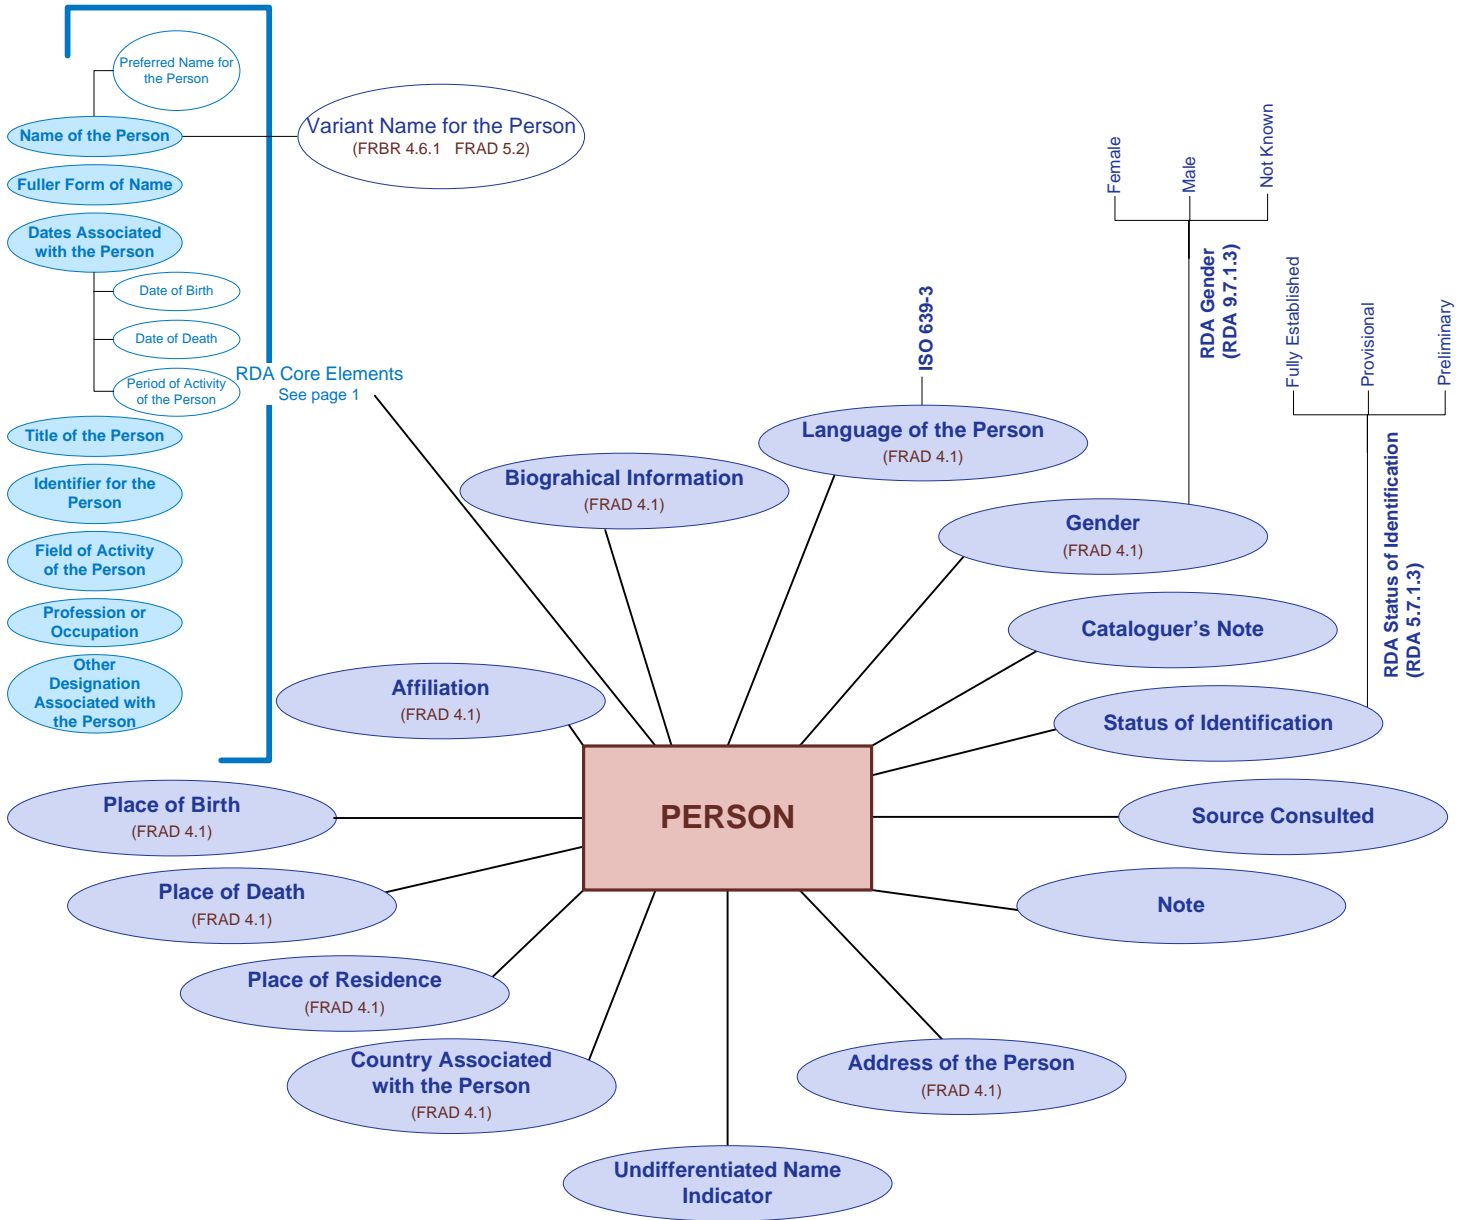 Preferred Name for
the Person
Name of the Person
Variant Name for the Person
(FRBR 4.6.1   FRAD 5.2)
Fuller Form of Name
Dates Associated
with the Person
Date of Birth
Date of Death
Period of Activity
of the Person
RDA Core Elements
See page 1
Title of the Person
Identifier for the
Person
Field of Activity
of the Person
Profession or
Occupation
Other
Designation
Associated with
the Person
Female
Male
Not Known
RDA Gender
(RDA 9.7.1.3)
Fully Established
Provisional
Preliminary
RDA Status of Identification
(RDA 5.7.1.3)
ISO 639-3
Language of the Person
(FRAD 4.1)
Biograhical Information
(FRAD 4.1)
Gender
(FRAD 4.1)
Cataloguer’s Note
Affiliation
(FRAD 4.1)
Status of Identification
PERSON
Place of Birth
(FRAD 4.1)
Source Consulted
Place of Death
(FRAD 4.1)
Note
Place of Residence
(FRAD 4.1)
Country Associated
with the Person
(FRAD 4.1)
Address of the Person
(FRAD 4.1)
Undifferentiated Name
Indicator